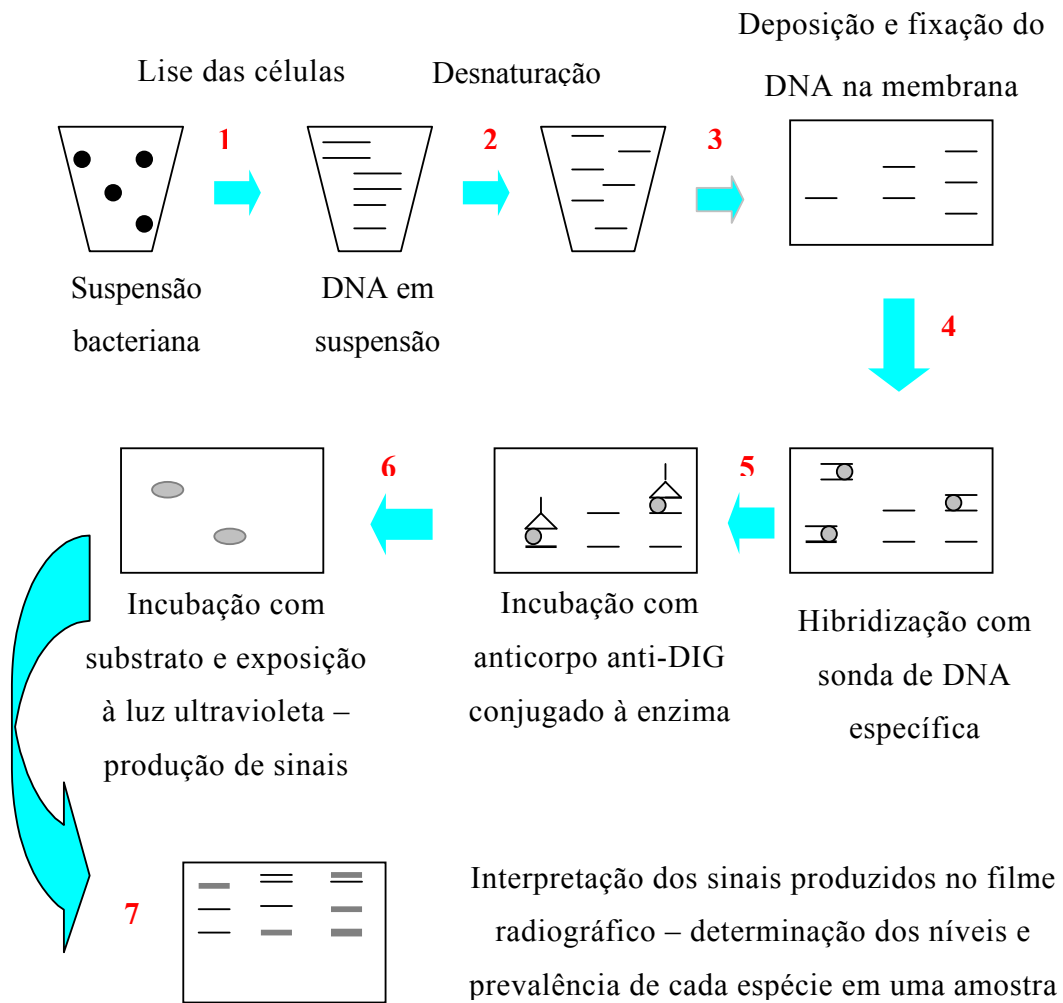 Deposição e fixação do
DNA na membrana
Lise das células
Desnaturação
1
2
3
Suspensão
bacteriana
DNA em
suspensão
4
5
6
Hibridização com
sonda de DNA
específica
Incubação com
anticorpo anti-DIG
conjugado à enzima
Incubação com
substrato e exposição
à luz ultravioleta –
produção de sinais
7
Interpretação dos sinais produzidos no filme
radiográfico – determinação dos níveis e
prevalência de cada espécie em uma amostra